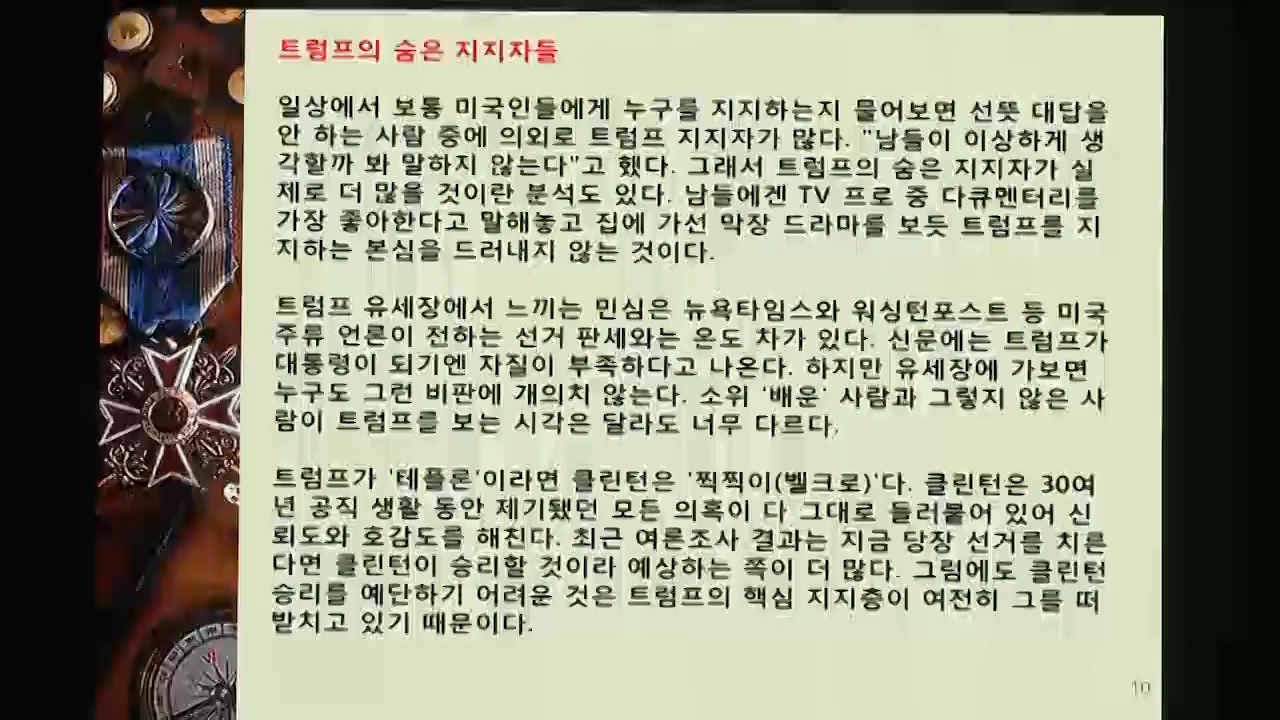 트럼프의 숨은 지지자들
일상에서 보통 미국인들에게 누구를 지지하는지 물어보면 선뜻 대답을
안 하는 사람 중에 의외로 트럼프 지지자가 많다. "남들이 이상하게 생
각할까 봐 말하지 않는다"고 했다. 그래서 트럼프의 숨은 지지자가 실
제로 더 많을 것이란 분석도 있다. 남들에겐 TV 프로 중 다큐멘터리를
가장 좋아한다고 말해놓고 집에 가선 막장 드라마를 보듯 트럼프를 지
지하는 본심을 드러내지 않는 것이다.
트럼프 유세장에서 느끼는 민심은 뉴욕타임스와 워싱턴포스트 등 미국
주류 언론이 전하는 선거 판세와는 온도 차가 있다. 신문에는 트럼프가
대통령이 되기엔 자질이 부족하다고 나온다. 하지만 유세장에 가보면
누구도 그런 비판에 개의치 않는다. 소위 '배운' 사람과 그렇지 않은 사
람이 트럼프를 보는 시각은 달라도 너무 다르다.
트럼프가 '테플론'이라면 클린턴은 '찍찍이(벨크로)'다. 클린턴은 30여
년 공직 생활 동안 제기됐던 모든 의혹이 다 그대로 들러붙어 있어 신
뢰도와 호감도를 해친다. 최근 여론조사 결과는 지금 당장 선거를 치른
다면 클린턴이 승리할 것이라 예상하는 쪽이 더 많다. 그럼에도 클린턴
승리를 예단하기 어려운 것은 트럼프의 핵심 지지층이 여전히 그를 떠
받치고 있기 때문이다.
10